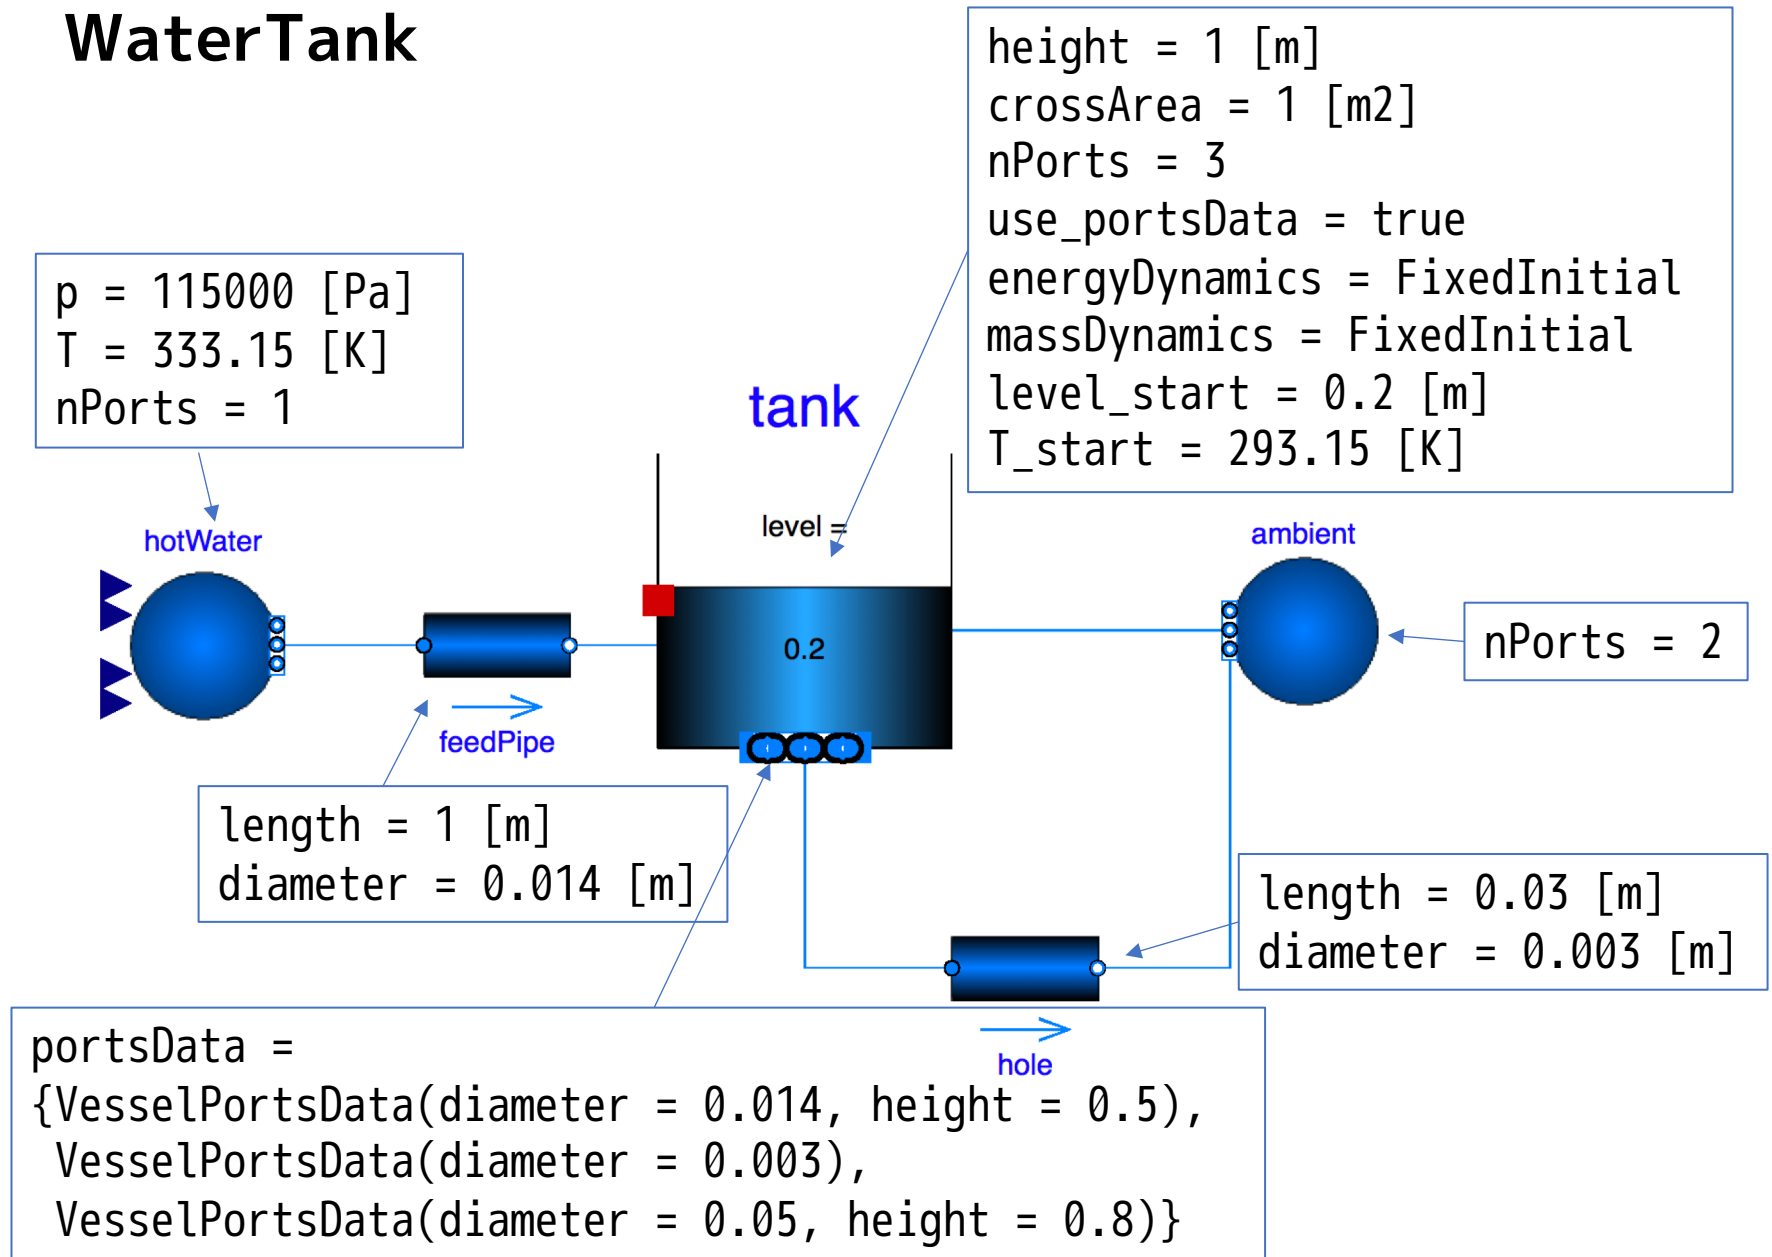 WaterTank
height = 1 [m]
crossArea = 1 [m2]
nPorts = 3
use_portsData = true
energyDynamics = FixedInitial
massDynamics = FixedInitial
level_start = 0.2 [m]
T_start = 293.15 [K]
p = 115000 [Pa]
T = 333.15 [K]
nPorts = 1
tank
level =
hotWater
ambient
0.2
nPorts = 2
feedPipe
length = 1 [m]
diameter = 0.014 [m]
length = 0.03 [m]
diameter = 0.003 [m]
hole
portsData =
{VesselPortsData(diameter = 0.014, height = 0.5),
VesselPortsData(diameter = 0.003),
VesselPortsData(diameter = 0.05, height = 0.8)}